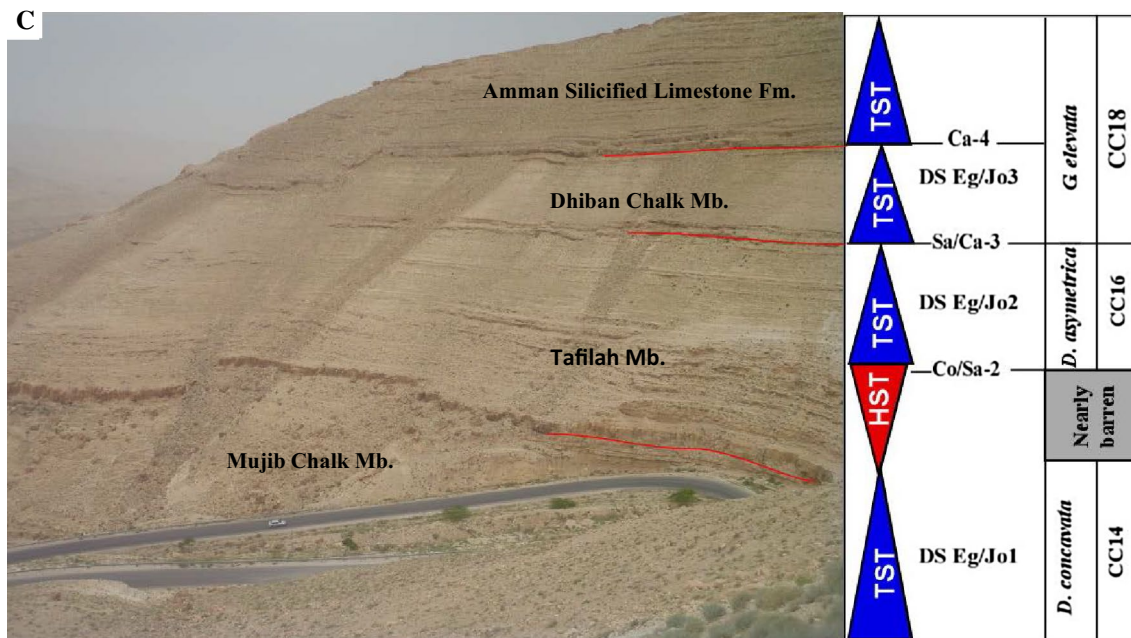 C
Amman Silicified Limestone Fm.
Dhiban Chalk Mb.
Tafilah Mb.
Mujib Chalk Mb.
TST
Ca-4
TST
DS Eg/Jo3
Sa/Ca-3
TST
DS Eg/Jo2
Co/Sa-2
HST
TST
DS Eg/Jo1
G. elevata
D. asymetrica
Nearly
barren
D. concavata
CC18
CC16
CC14